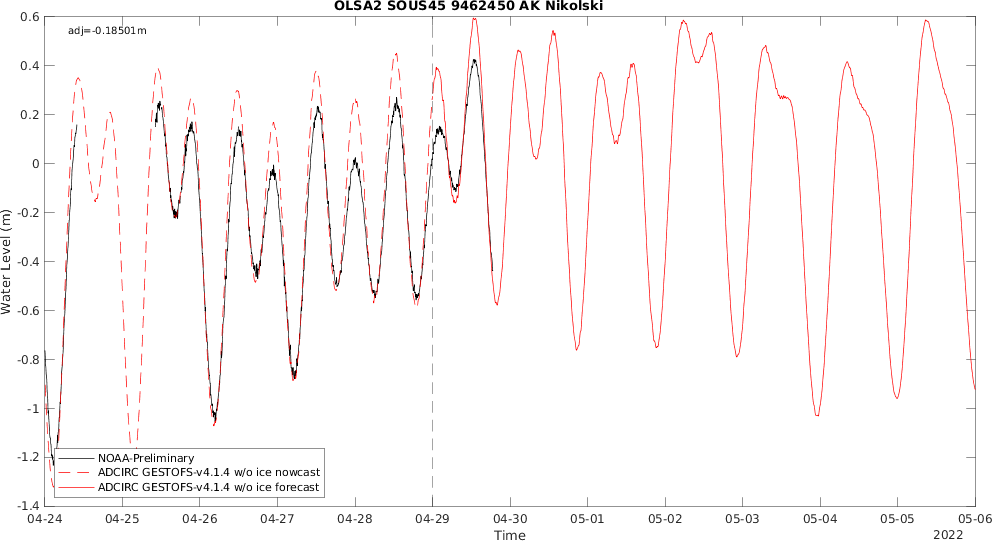 OLSA2 SOUS45 9462450 AK Nikolski
adj=-0.18501m
0.6
0.4
0.2
0
-0.2
-0.4
-0.6
-0.8
-1
-1.2
-1.4
Water Level (m)
NOAA-Preliminary
ADCIRC GESTOFS-v4.1.4 w/o ice nowcast
ADCIRC GESTOFS-v4.1.4 w/o ice forecast
04-24 04-25 04-26 04-27 04-28 04-29 04-30 05-01 05-02 05-03 05-04 05-05 05-06
Time
2022